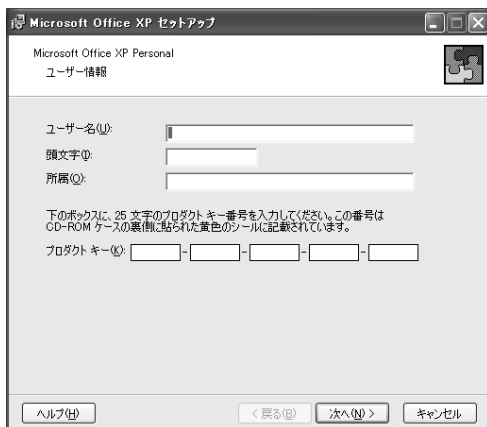 Microsoft Office XP セットアップ
Microsoft Office XP Personal
ユーザー情報
ユーザー名(U):
頭文字(I):
所属(O):
下のボックスに、25 文字のプロダクト キー番号を入力してください。この番号は
CD-ROM ケースの裏側に貼られた黄色のシールに記載されています。
プロダクト キー(K): - - - -
ヘルプ(H) < 戻る(B) 次へ(N) > キャンセル